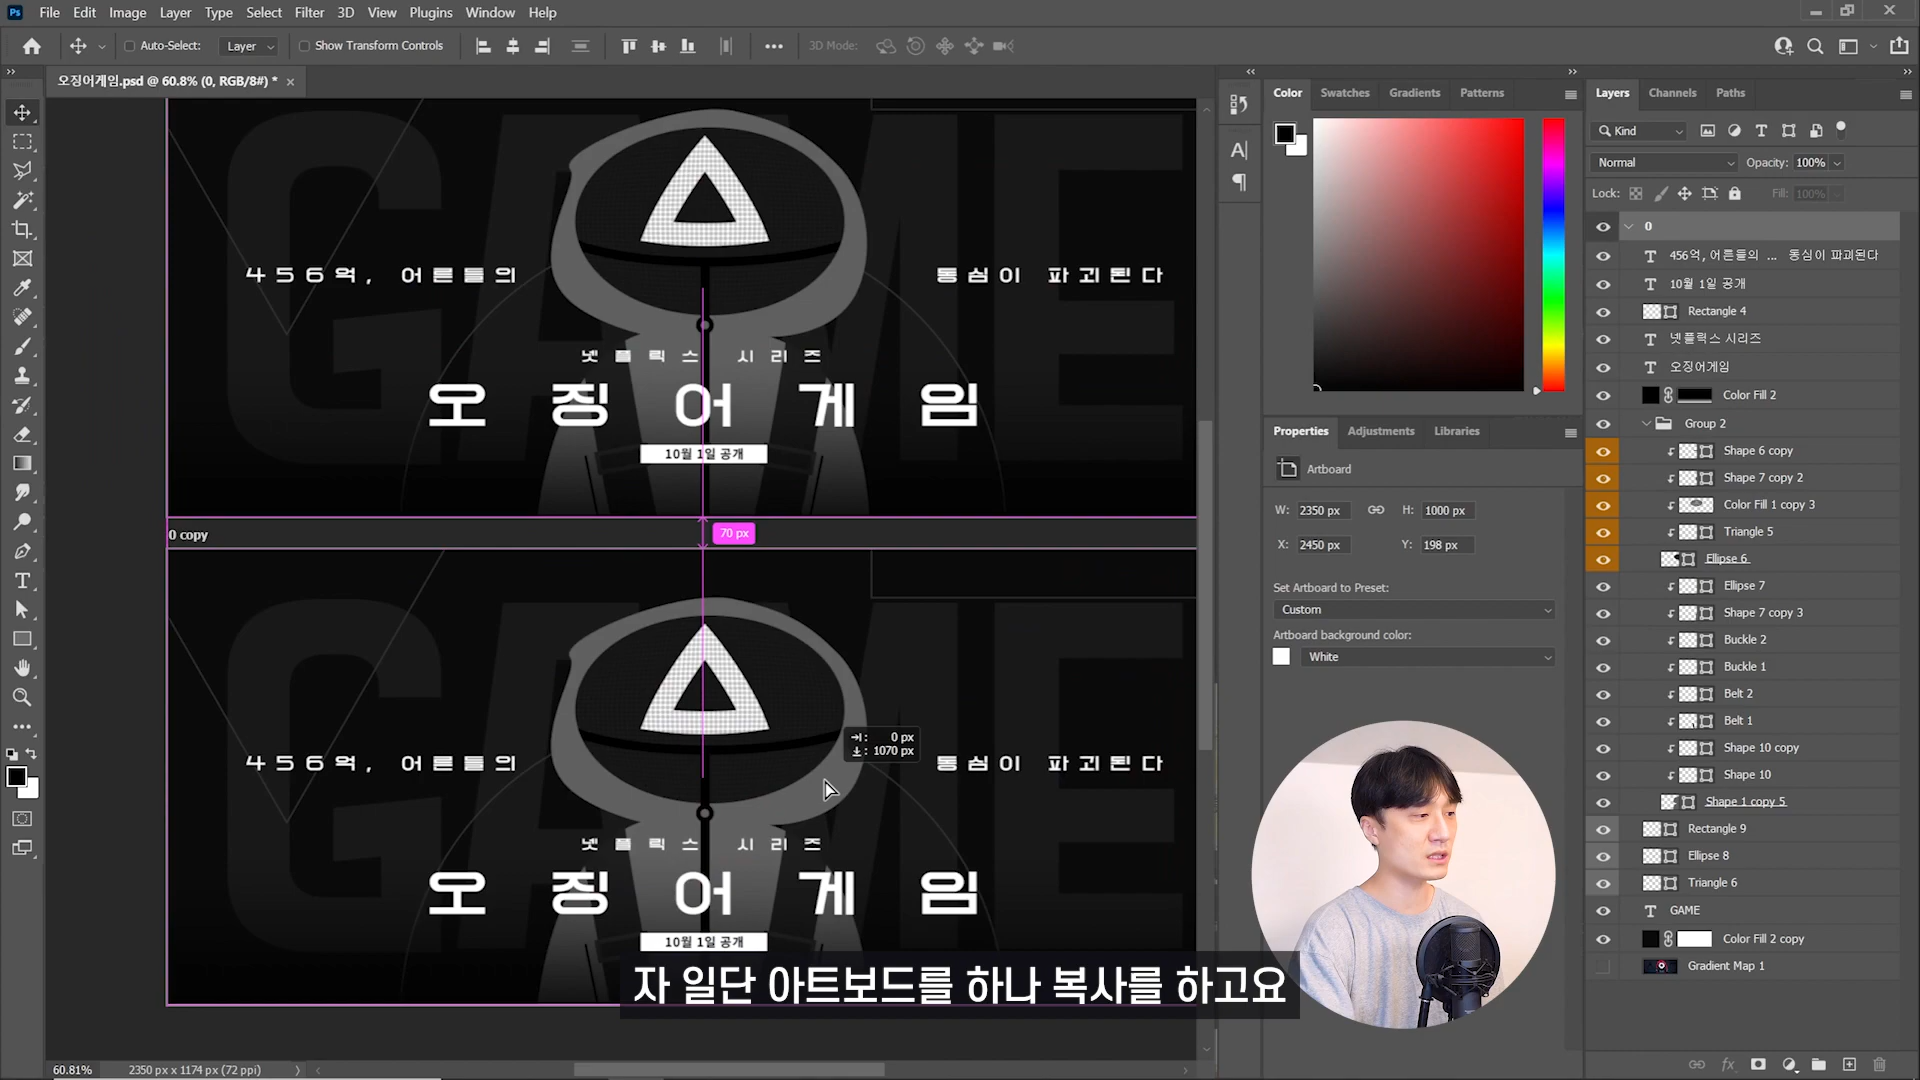 Ps File Edit Image Layer Type Select Filter 3D View Plugins Window Help
Auto-Select: Layer Show Transform Controls 3D Mode:
오징어게임.psd @ 60.8% (0, RGB/8#) *
456억, 어른들의 동심이 파괴된다
넷플릭스 시리즈
오징어게임
10월 1일 공개
0 copy
70 px
GAME
456억, 어른들의 동심이 파괴된다
0 px
1070 px
넷플릭스 시리즈
오징어게임
10월 1일 공개
GAME
자 일단 아트보드를 하나 복사를 하고요
60.81% 2350 px x 1174 px (72 ppi)
Color Swatches Gradients Patterns
Properties Adjustments Libraries
Artboard
W: 2350 px H: 1000 px
X: 2450 px Y: 198 px
Set Artboard to Preset:
Custom
Artboard background color:
White
Layers Channels Paths
Kind
Normal Opacity: 100%
Lock: Fill: 100%
0
456억, 어른들의 ... 동심이 파괴된다
10월 1일 공개
Rectangle 4
넷플릭스 시리즈
오징어게임
Color Fill 2
Group 2
Shape 6 copy
Shape 7 copy 2
Color Fill 1 copy 3
Triangle 5
Ellipse 6
Ellipse 7
Shape 7 copy 3
Buckle 2
Buckle 1
Belt 2
Belt 1
Shape 10 copy
Shape 10
Shape 1 copy 5
Rectangle 9
Ellipse 8
Triangle 6
GAME
Color Fill 2 copy
Gradient Map 1